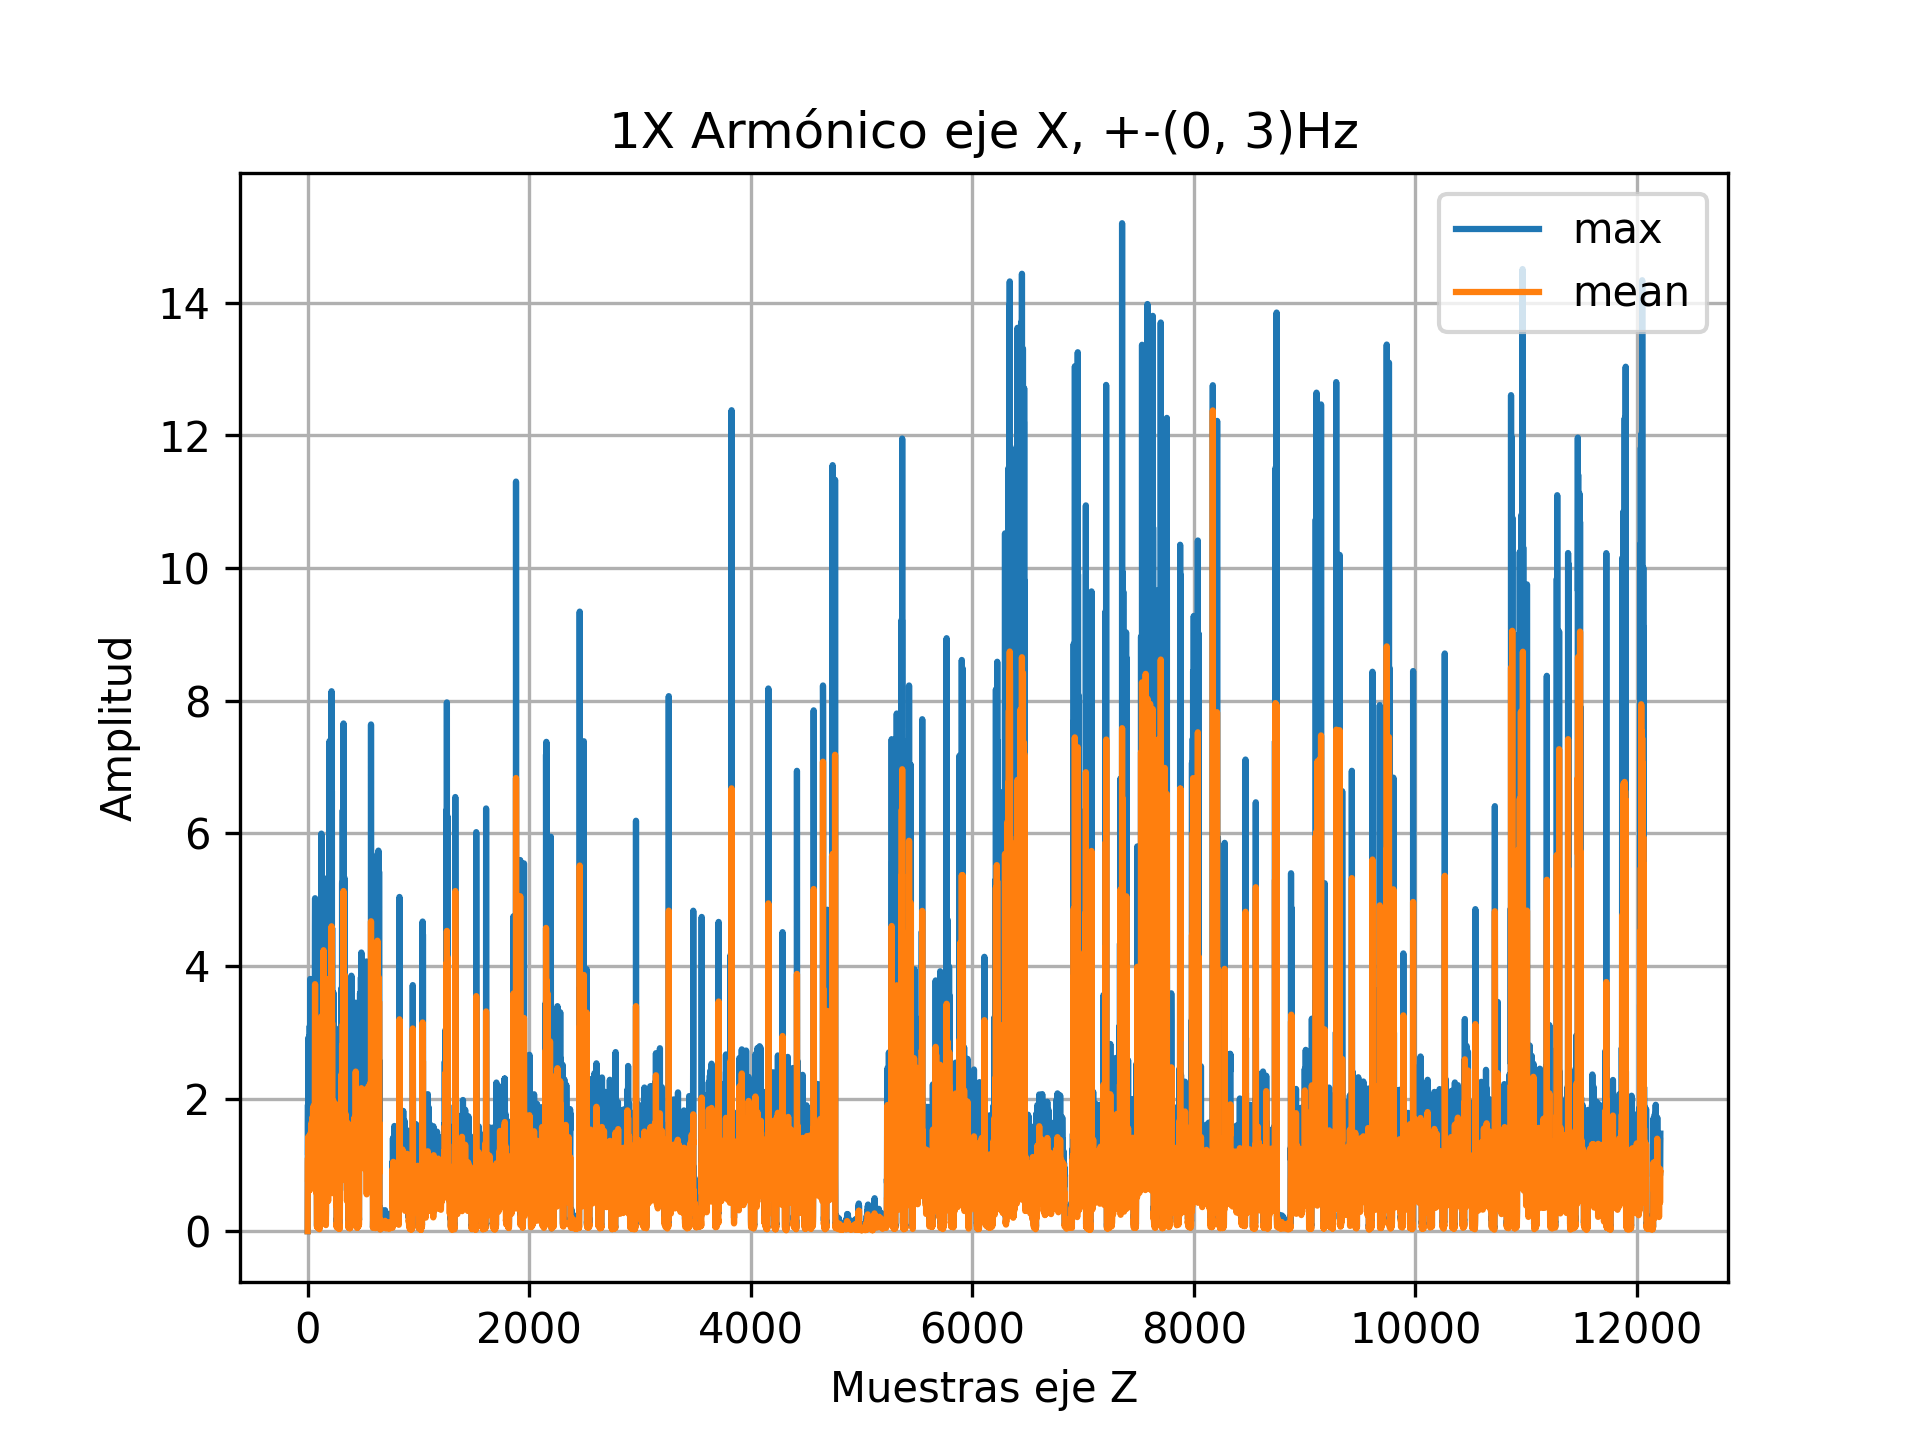 1X Armónico eje X, +-(0, 3)Hz
max
mean
14
12
10
8
6
4
2
0
Amplitud
0 2000 4000 6000 8000 10000 12000
Muestras eje Z